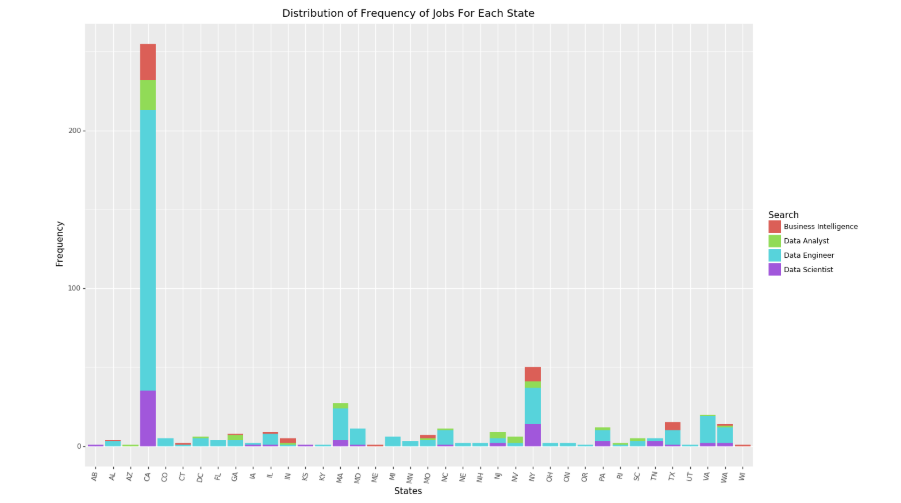 Distribution of Frequency of Jobs For Each State
Frequency
200
100
0
AB AL AZ CA CO CT DC FL GA IA IL IN KS KY MA MD ME MI MN MO NC NE NH NJ NV NY OH ON OR PA RI SC TN TX UT VA WA WI
States
Search
Business Intelligence
Data Analyst
Data Engineer
Data Scientist